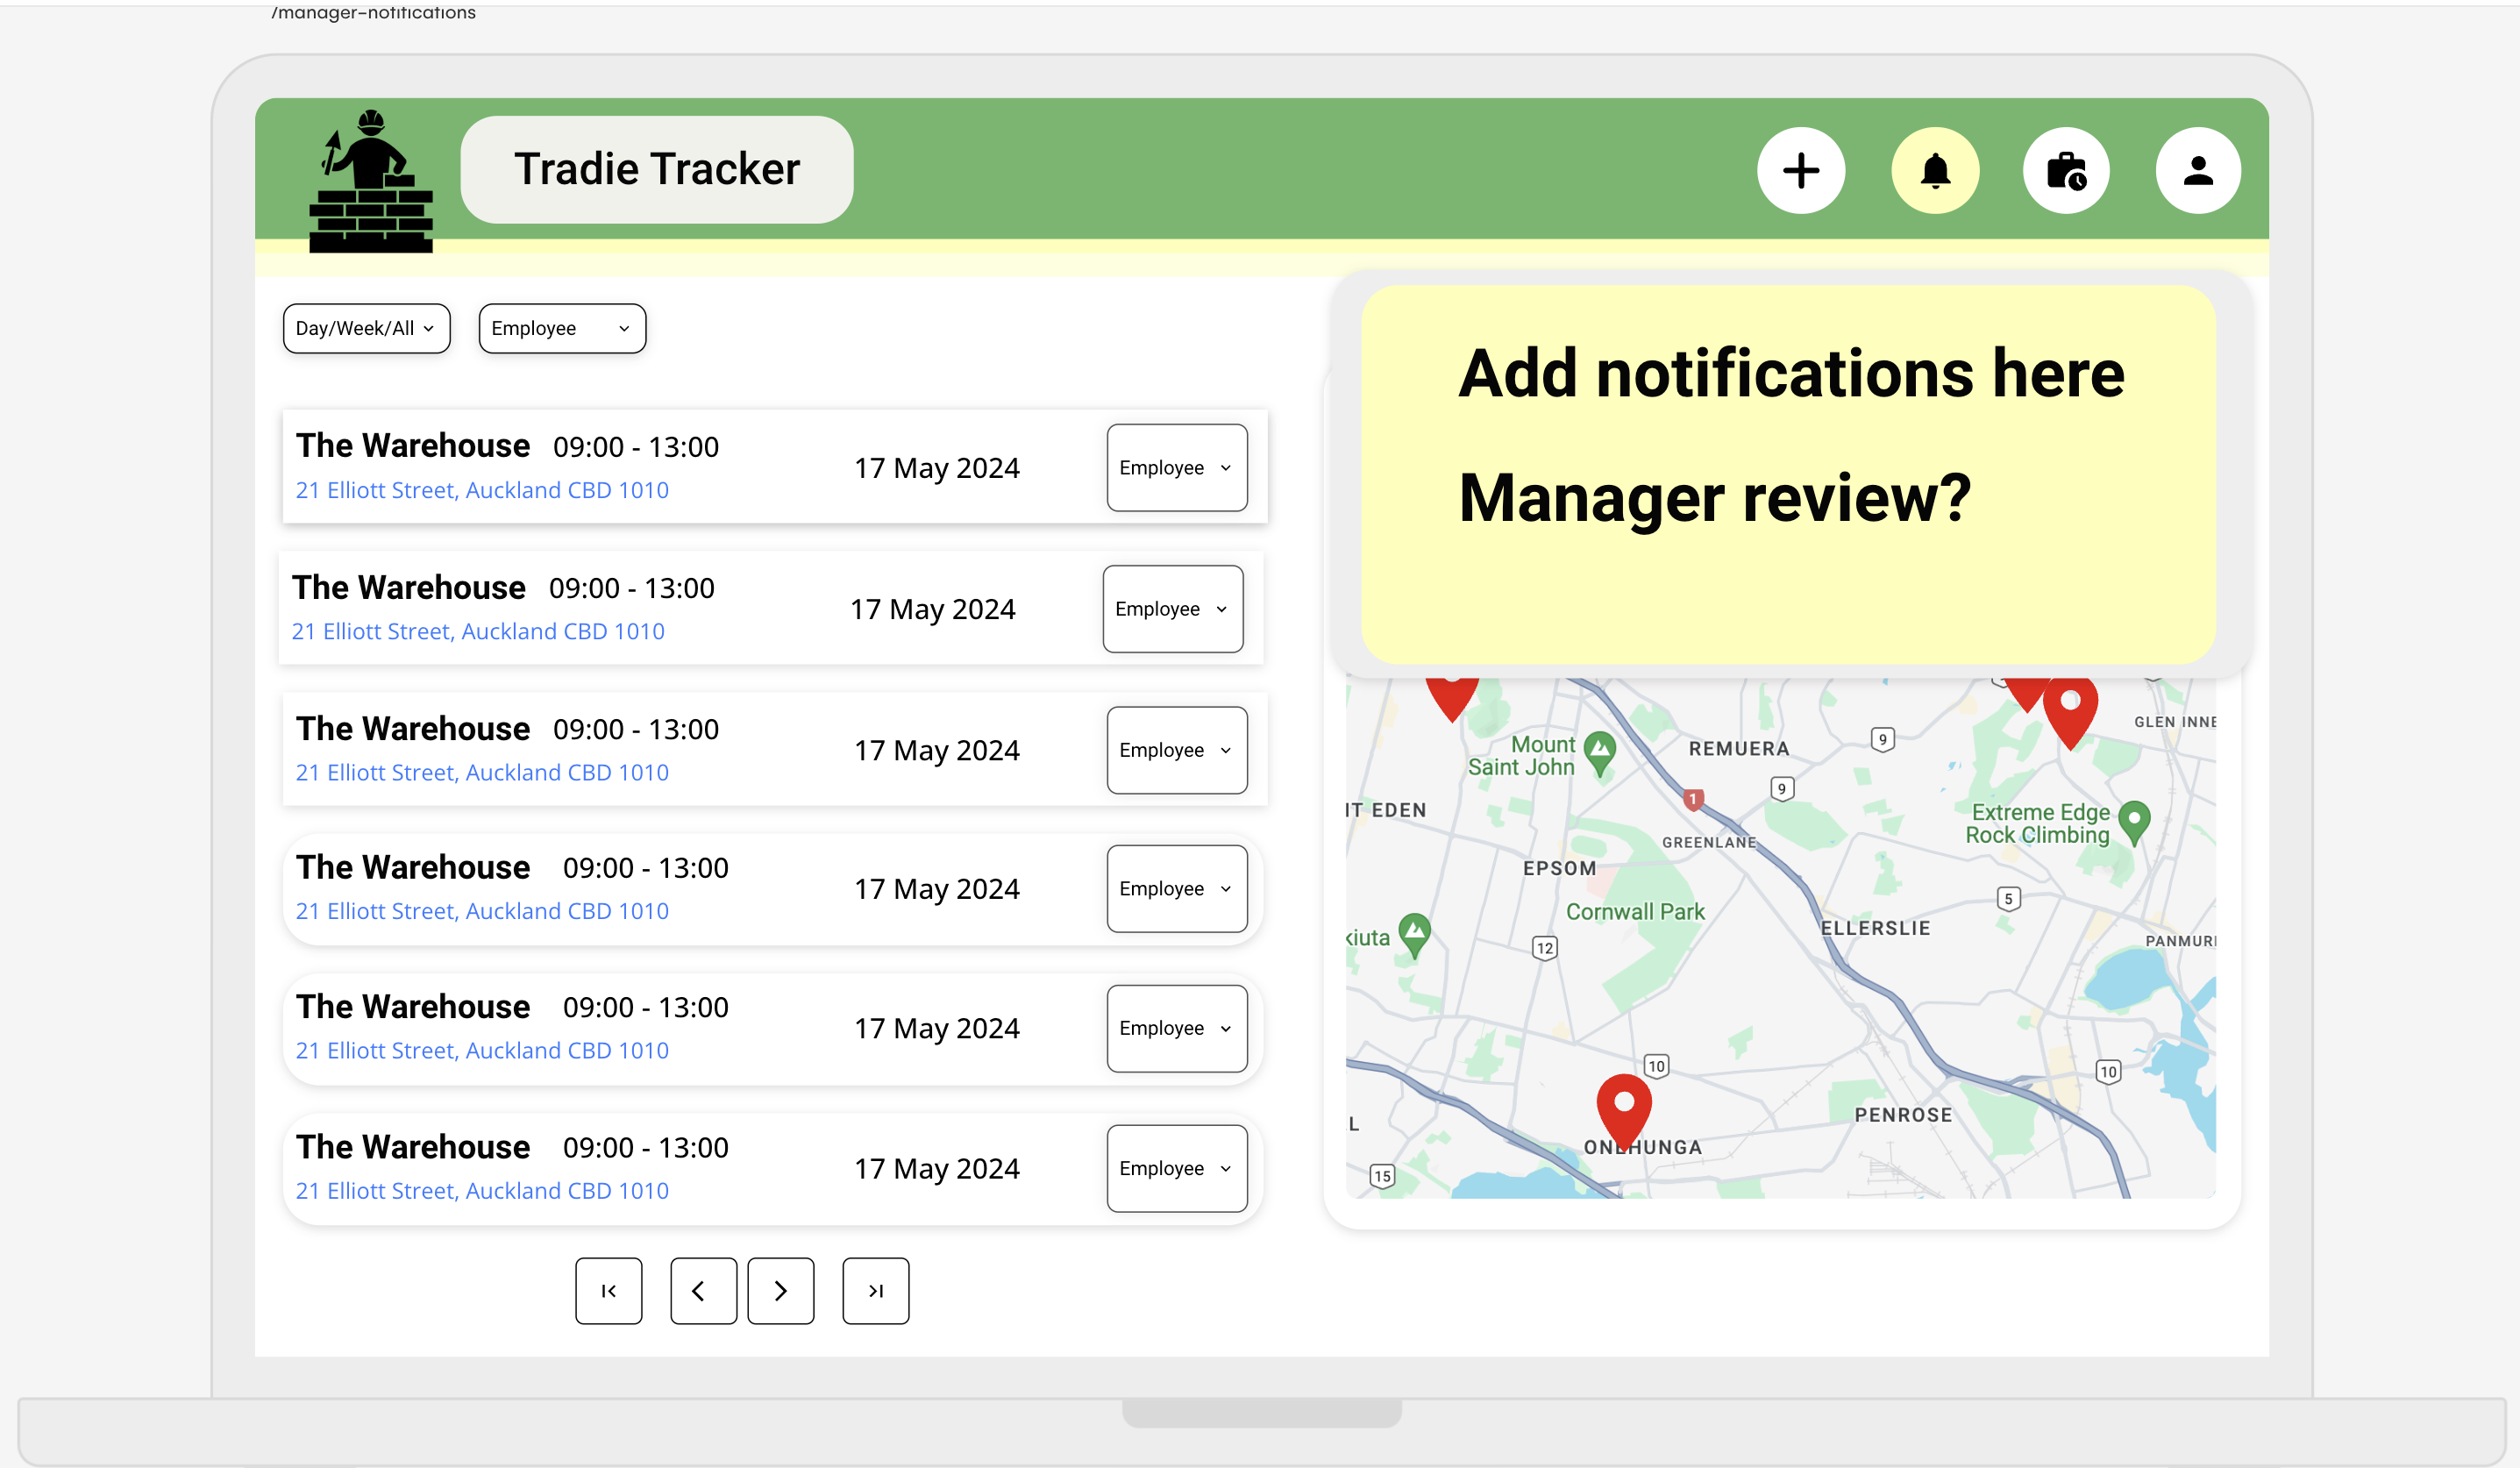 /manager-notifications
Tradie Tracker
Day/Week/All
Employee
The Warehouse 09:00 - 13:00
21 Elliott Street, Auckland CBD 1010
17 May 2024
Employee
The Warehouse 09:00 - 13:00
21 Elliott Street, Auckland CBD 1010
17 May 2024
Employee
The Warehouse 09:00 - 13:00
21 Elliott Street, Auckland CBD 1010
17 May 2024
Employee
The Warehouse 09:00 - 13:00
21 Elliott Street, Auckland CBD 1010
17 May 2024
Employee
The Warehouse 09:00 - 13:00
21 Elliott Street, Auckland CBD 1010
17 May 2024
Employee
The Warehouse 09:00 - 13:00
21 Elliott Street, Auckland CBD 1010
17 May 2024
Employee
Add notifications here
Manager review?
GLEN INNE
Mount
Saint John
REMUERA
9
9
1
IT EDEN
Extreme Edge
Rock Climbing
GREENLANE
EPSOM
5
Cornwall Park
ELLERSLIE
kiuta
12
PANMUR
10
10
PENROSE
L
ONEHUNGA
15